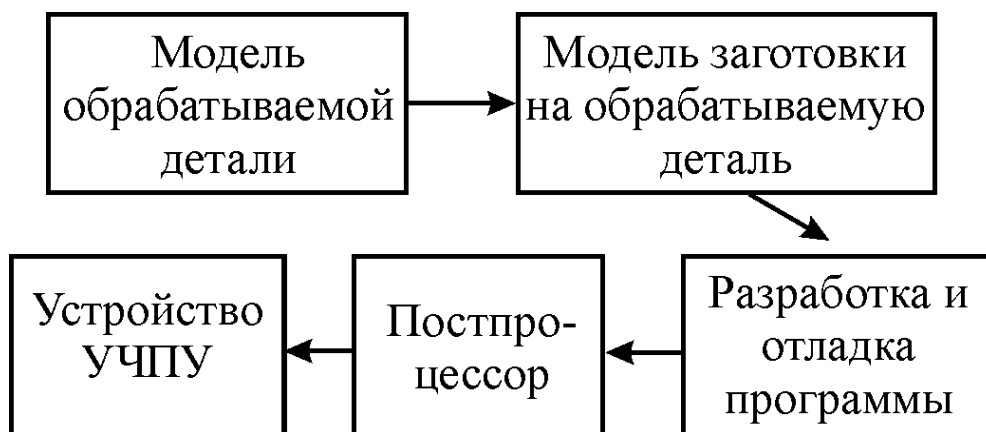 Модель
обрабатываемой
детали
Модель заготовки
на обрабатываемую
деталь
Разработка и
отладка
программы
Постпро-
цессор
Устройство
УЧПУ